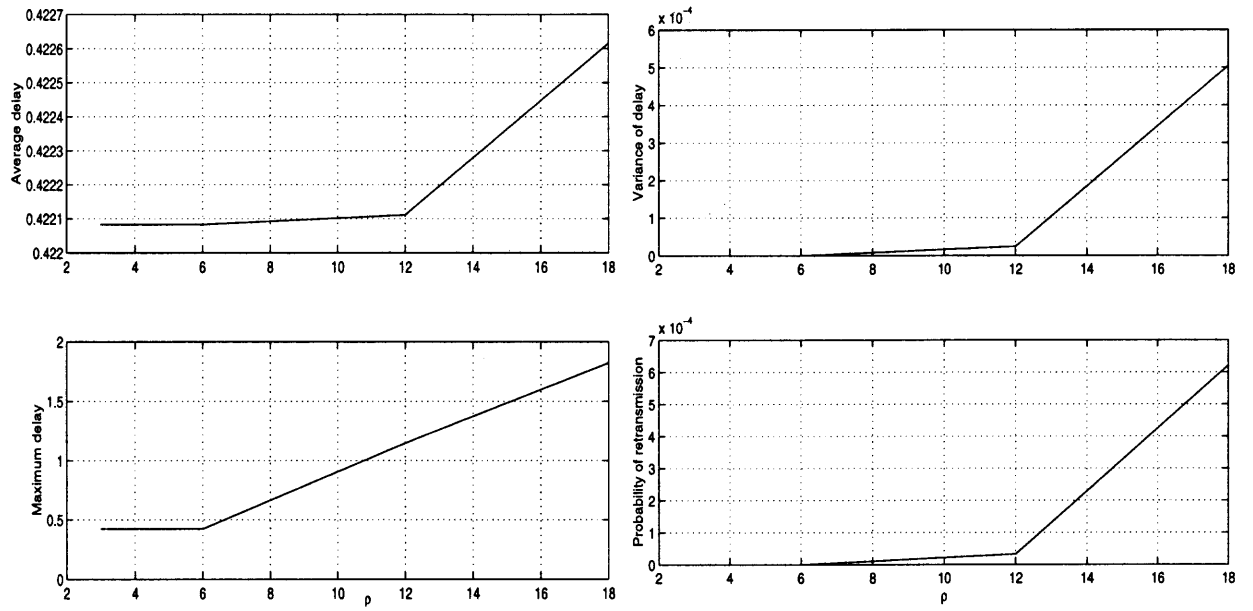 0.4227
0.4226
0.4225
0.4224
0.4223
0.4222
0.4221
0.422
Average delay
2 4 6 8 10 12 14 16 18
x 10⁻⁴
6
5
4
3
2
1
0
Variance of delay
2 4 6 8 10 12 14 16 18
2
1.5
1
0.5
0
Maximum delay
2 4 6 8 10 12 14 16 18
ρ
x 10⁻⁴
7
6
5
4
3
2
1
0
Probability of retransmission
2 4 6 8 10 12 14 16 18
ρ